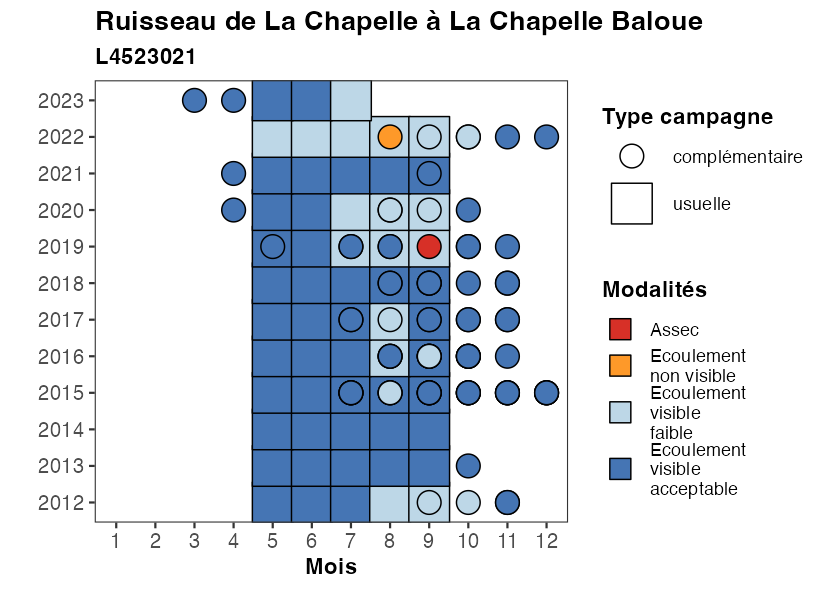 Ruisseau de La Chapelle à La Chapelle Baloue
L4523021
2023
2022
2021
2020
2019
2018
2017
2016
2015
2014
2013
2012
1 2 3 4 5 6 7 8 9 10 11 12
Mois
Type campagne
complémentaire
usuelle
Modalités
Assec
Ecoulement
non visible
Ecoulement
visible
faible
Ecoulement
visible
acceptable